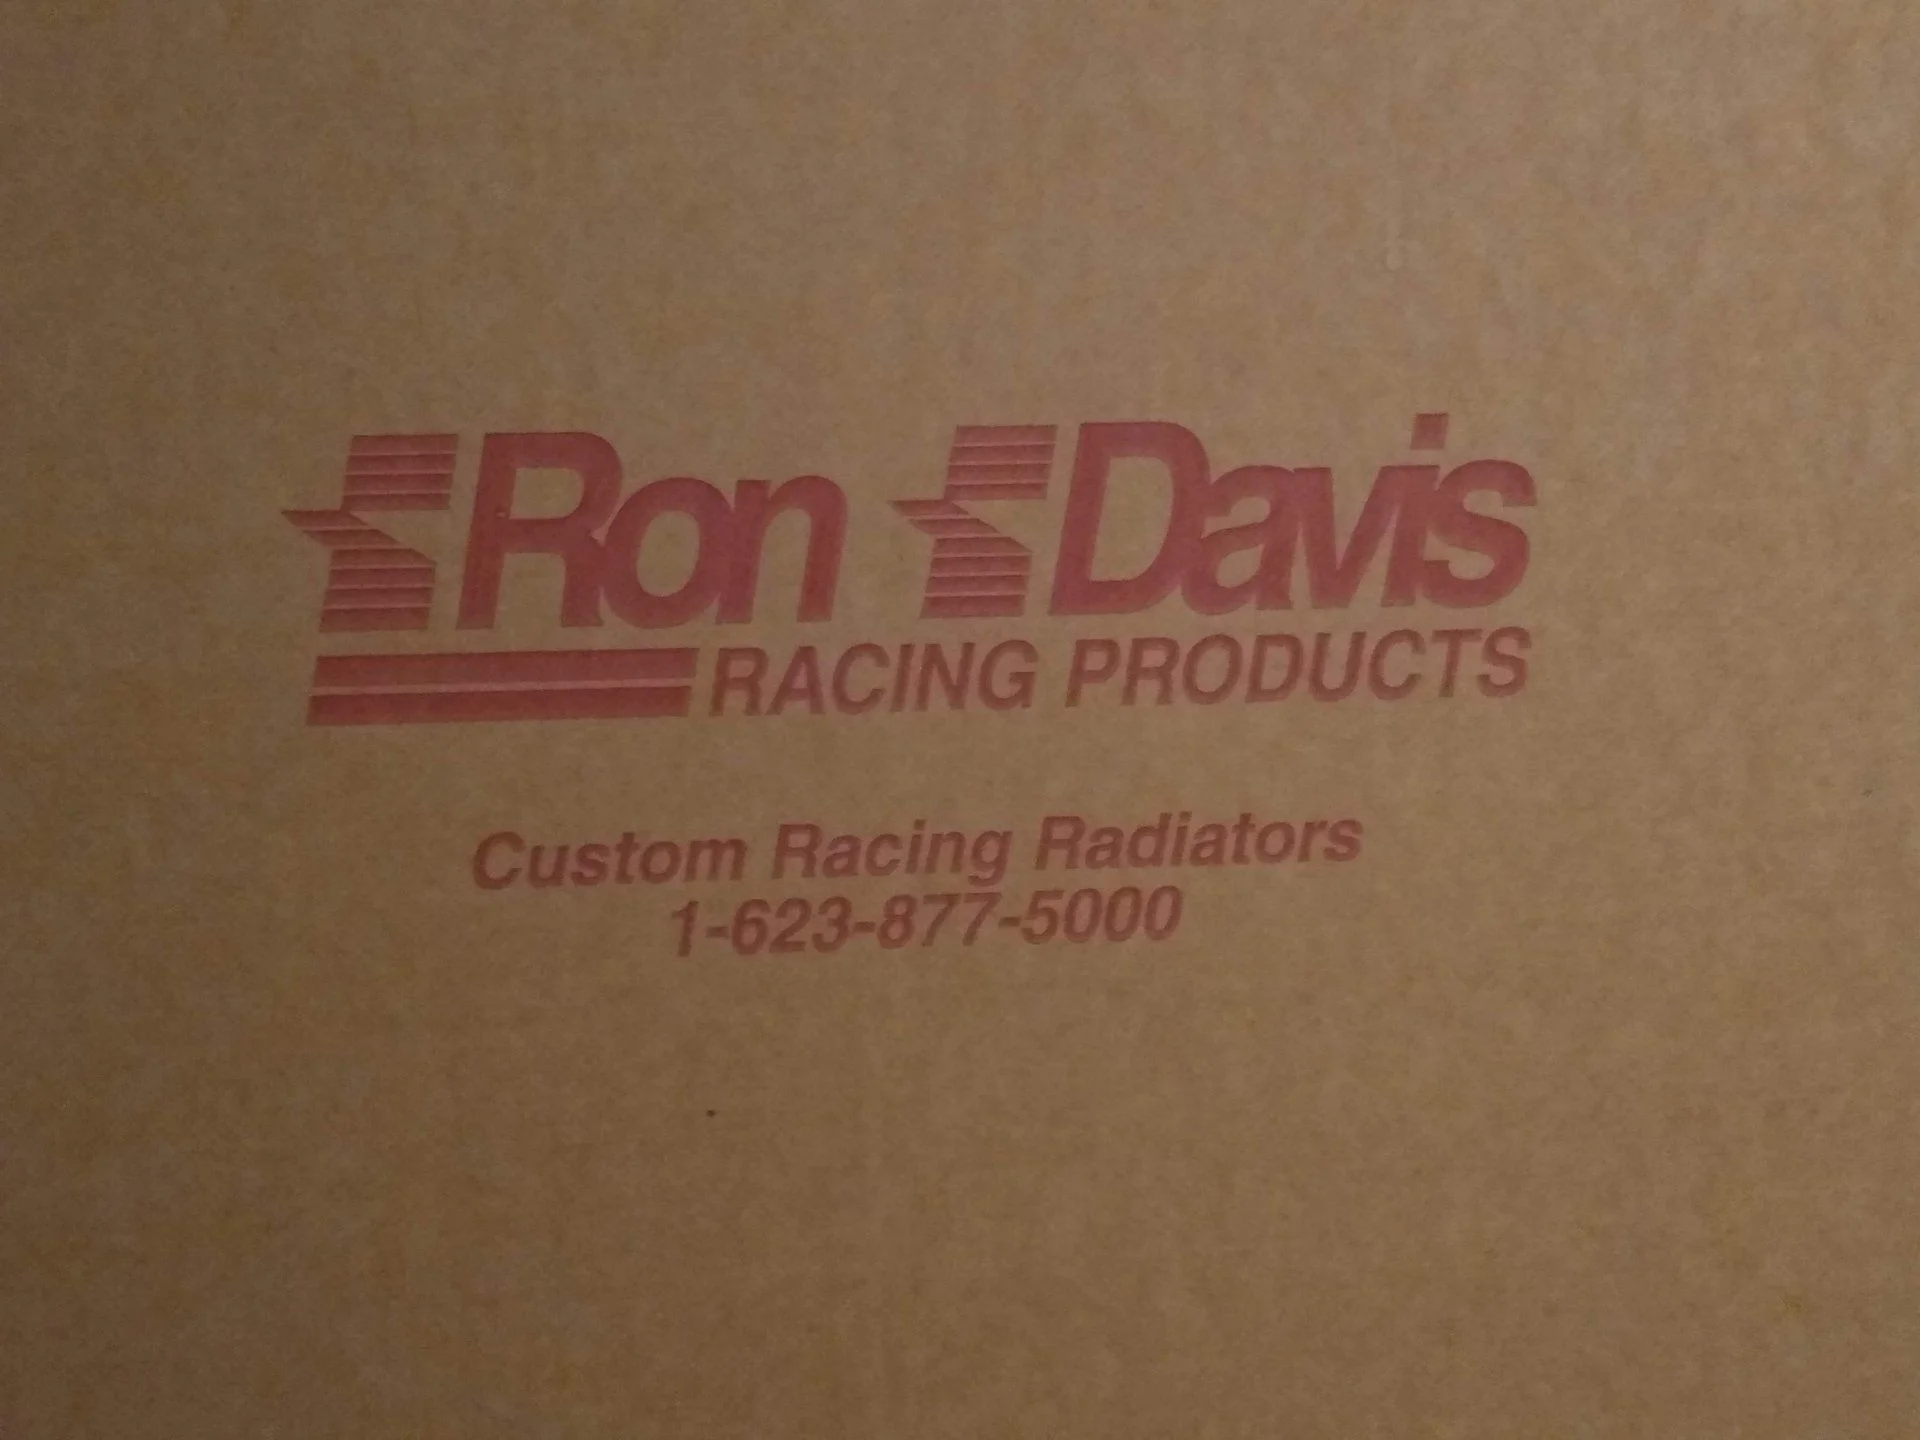 Ron Davis
RACING PRODUCTS
Custom Racing Radiators
1-623-877-5000